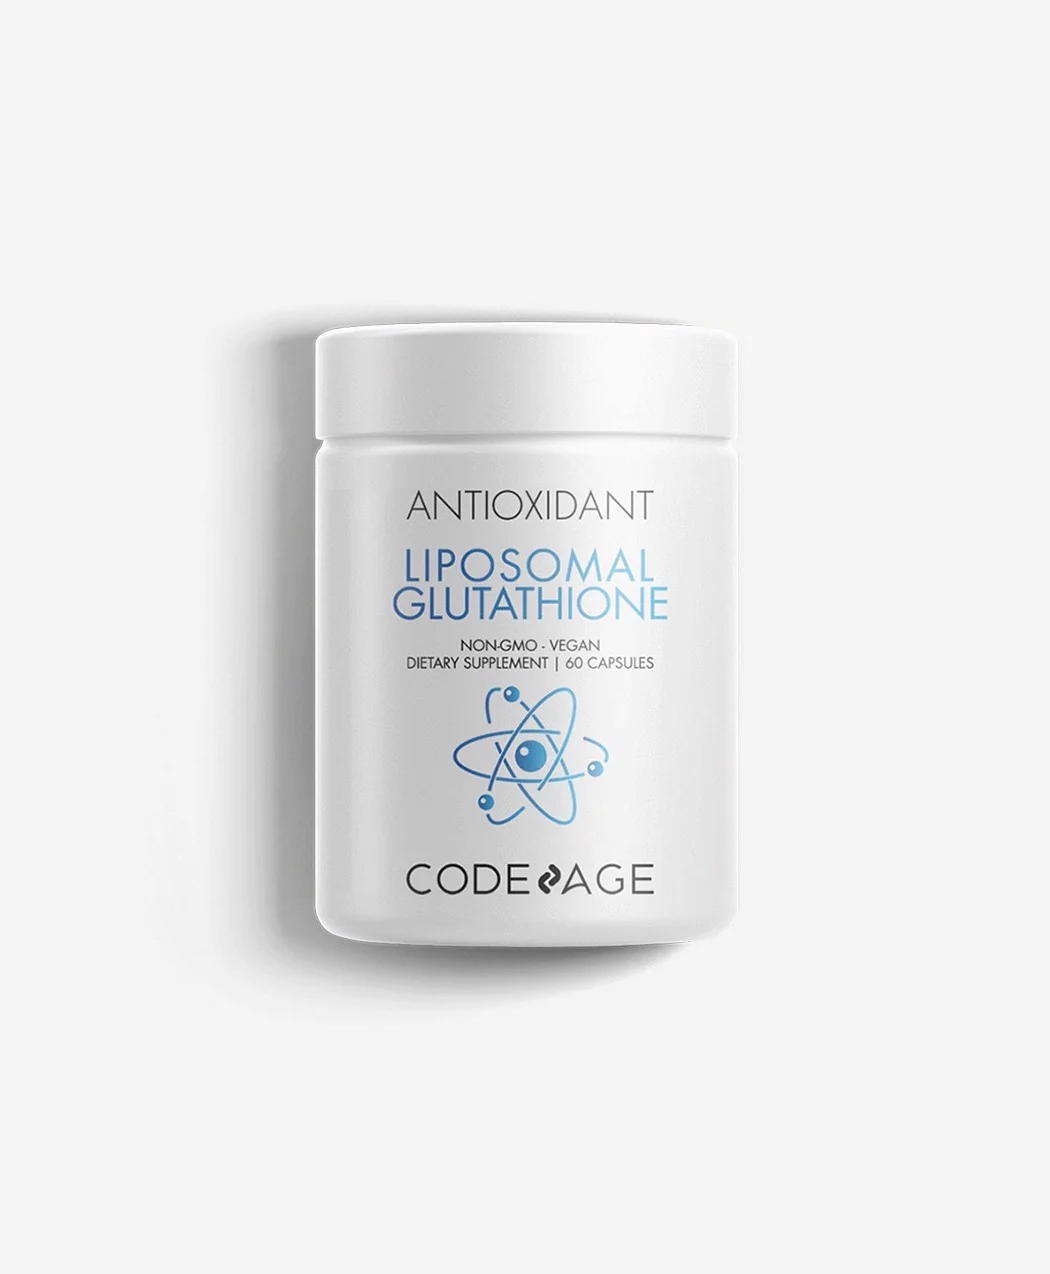 ANTIOXIDANT
LIPOSOMAL
GLUTATHIONE
NON-GMO - VEGAN
DIETARY SUPPLEMENT | 60 CAPSULES
CODEAGE